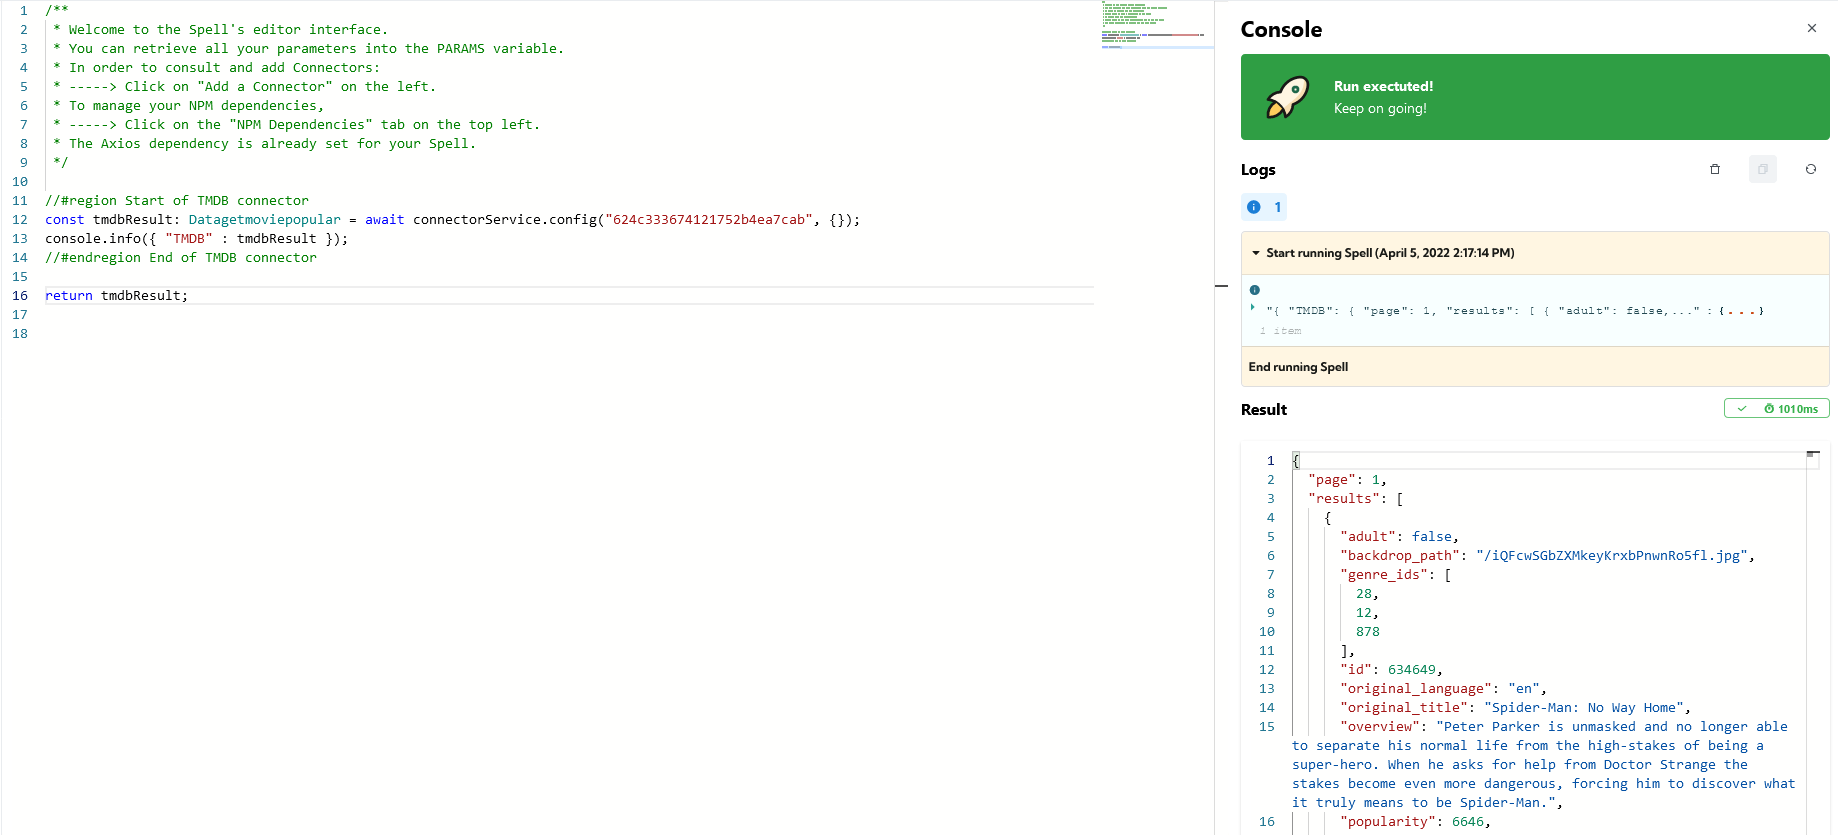 1 /**
2 * Welcome to the Spell's editor interface.
3 * You can retrieve all your parameters into the PARAMS variable.
4 * In order to consult and add Connectors:
5 * -----> Click on "Add a Connector" on the left.
6 * To manage your NPM dependencies,
7 * -----> Click on the "NPM Dependencies" tab on the top left.
8 * The Axios dependency is already set for your Spell.
9 */
10
11 //#region Start of TMDB connector
12 const tmdbResult: Datagetmoviepopular = await connectorService.config("624c333674121752b4ea7cab", {});
13 console.info({ "TMDB" : tmdbResult });
14 //#endregion End of TMDB connector
15
16 return tmdbResult;
17
18
Console
Run exectuted!
Keep on going!
Logs
1
Start running Spell (April 5, 2022 2:17:14 PM)
"{ "TMDB": { "page": 1, "results": [ { "adult": false,..." : {...}
1 item
End running Spell
Result
1010ms
1 {
2 "page": 1,
3 "results": [
4 {
5 "adult": false,
6 "backdrop_path": "/iQFcwSGbZXMkeyKrxbPnwnRo5fl.jpg",
7 "genre_ids": [
8 28,
9 12,
10 878
11 ],
12 "id": 634649,
13 "original_language": "en",
14 "original_title": "Spider-Man: No Way Home",
15 "overview": "Peter Parker is unmasked and no longer able
to separate his normal life from the high-stakes of being a
super-hero. When he asks for help from Doctor Strange the
stakes become even more dangerous, forcing him to discover what
it truly means to be Spider-Man.",
16 "popularity": 6646,